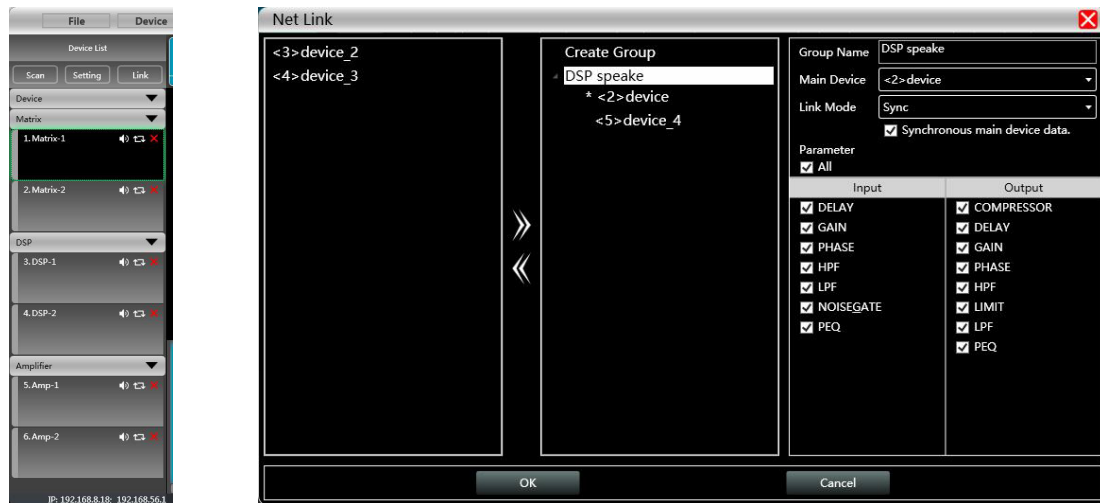 File Device
Device List
Scan Setting Link
Device
Matrix
1.Matrix-1
2.Matrix-2
DSP
3.DSP-1
4.DSP-2
Amplifier
5.Amp-1
6.Amp-2
IP: 192.168.8.18; 192.168.56.1
Net Link
<3>device_2
<4>device_3
Create Group
DSP speake
* <2>device
<5>device_4
Group Name DSP speake
Main Device <2>device
Link Mode Sync
Synchronous main device data.
Parameter
All
Input Output
DELAY COMPRESSOR
GAIN DELAY
PHASE GAIN
HPF PHASE
LPF HPF
NOISEGATE LIMIT
PEQ LPF
PEQ
OK Cancel